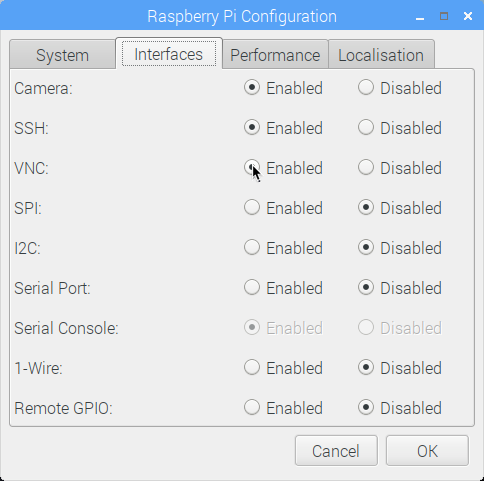 Raspberry Pi Configuration
System Interfaces Performance Localisation
Camera: Enabled Disabled
SSH: Enabled Disabled
VNC: Enabled Disabled
SPI: Enabled Disabled
I2C: Enabled Disabled
Serial Port: Enabled Disabled
Serial Console: Enabled Disabled
1-Wire: Enabled Disabled
Remote GPIO: Enabled Disabled
Cancel OK